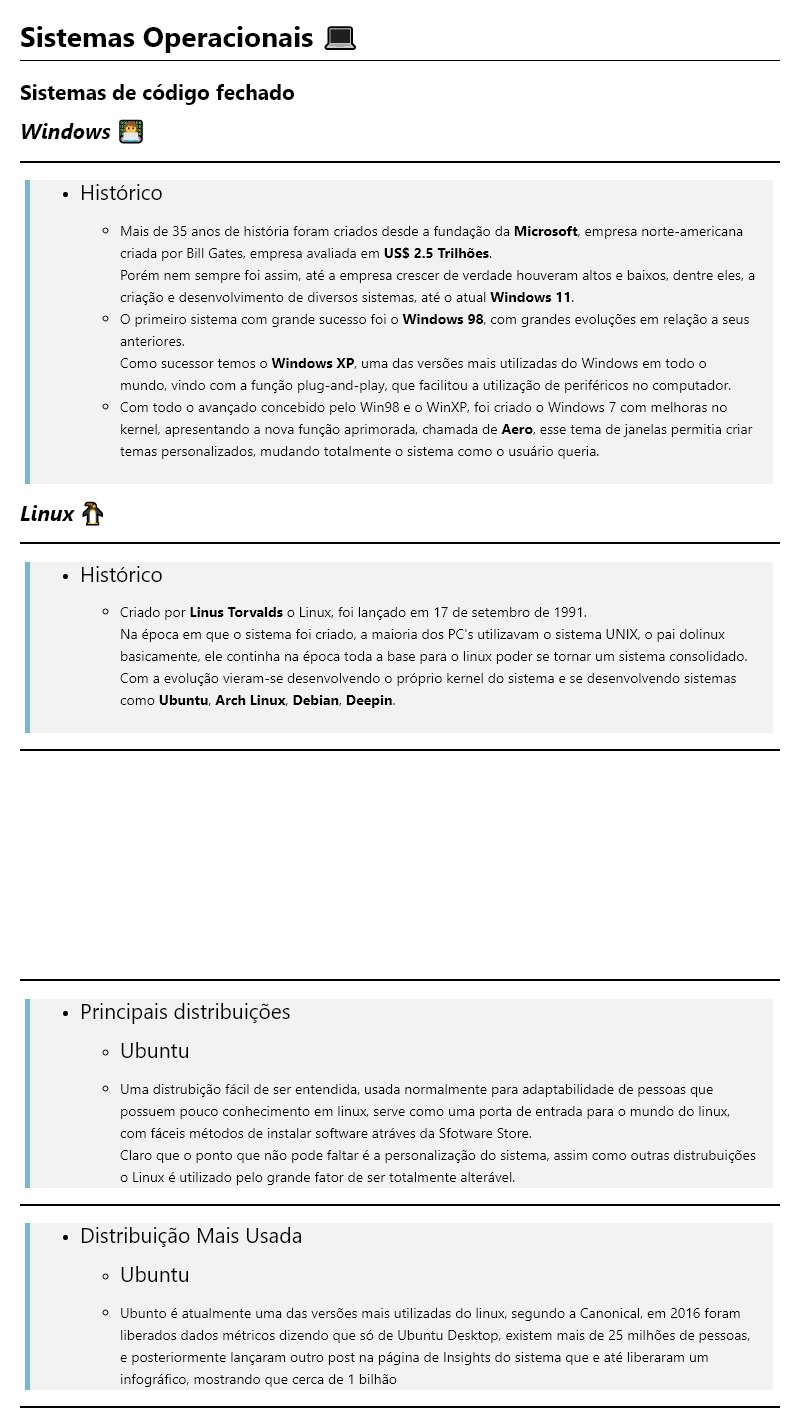 Sistemas Operacionais 💻
Sistemas de código fechado
Windows 👨‍💻
• Histórico
◦ Mais de 35 anos de história foram criados desde a fundação da Microsoft, empresa norte-americana
criada por Bill Gates, empresa avaliada em US$ 2.5 Trilhões.
Porém nem sempre foi assim, até a empresa crescer de verdade houveram altos e baixos, dentre eles, a
criação e desenvolvimento de diversos sistemas, até o atual Windows 11.
◦ O primeiro sistema com grande sucesso foi o Windows 98, com grandes evoluções em relação a seus
anteriores.
Como sucessor temos o Windows XP, uma das versões mais utilizadas do Windows em todo o
mundo, vindo com a função plug-and-play, que facilitou a utilização de periféricos no computador.
◦ Com todo o avançado concebido pelo Win98 e o WinXP, foi criado o Windows 7 com melhoras no
kernel, apresentando a nova função aprimorada, chamada de Aero, esse tema de janelas permitia criar
temas personalizados, mudando totalmente o sistema como o usuário queria.
Linux 🐧
• Histórico
◦ Criado por Linus Torvalds o Linux, foi lançado em 17 de setembro de 1991.
Na época em que o sistema foi criado, a maioria dos PC's utilizavam o sistema UNIX, o pai dolinux
basicamente, ele continha na época toda a base para o linux poder se tornar um sistema consolidado.
Com a evolução vieram-se desenvolvendo o próprio kernel do sistema e se desenvolvendo sistemas
como Ubuntu, Arch Linux, Debian, Deepin.
• Principais distribuições
◦ Ubuntu
◦ Uma distrubição fácil de ser entendida, usada normalmente para adaptabilidade de pessoas que
possuem pouco conhecimento em linux, serve como uma porta de entrada para o mundo do linux,
com fáceis métodos de instalar software atráves da Sfotware Store.
Claro que o ponto que não pode faltar é a personalização do sistema, assim como outras distrubuições
o Linux é utilizado pelo grande fator de ser totalmente alterável.
• Distribuição Mais Usada
◦ Ubuntu
◦ Ubunto é atualmente uma das versões mais utilizadas do linux, segundo a Canonical, em 2016 foram
liberados dados métricos dizendo que só de Ubuntu Desktop, existem mais de 25 milhões de pessoas,
e posteriormente lançaram outro post na página de Insights do sistema que e até liberaram um
infográfico, mostrando que cerca de 1 bilhão